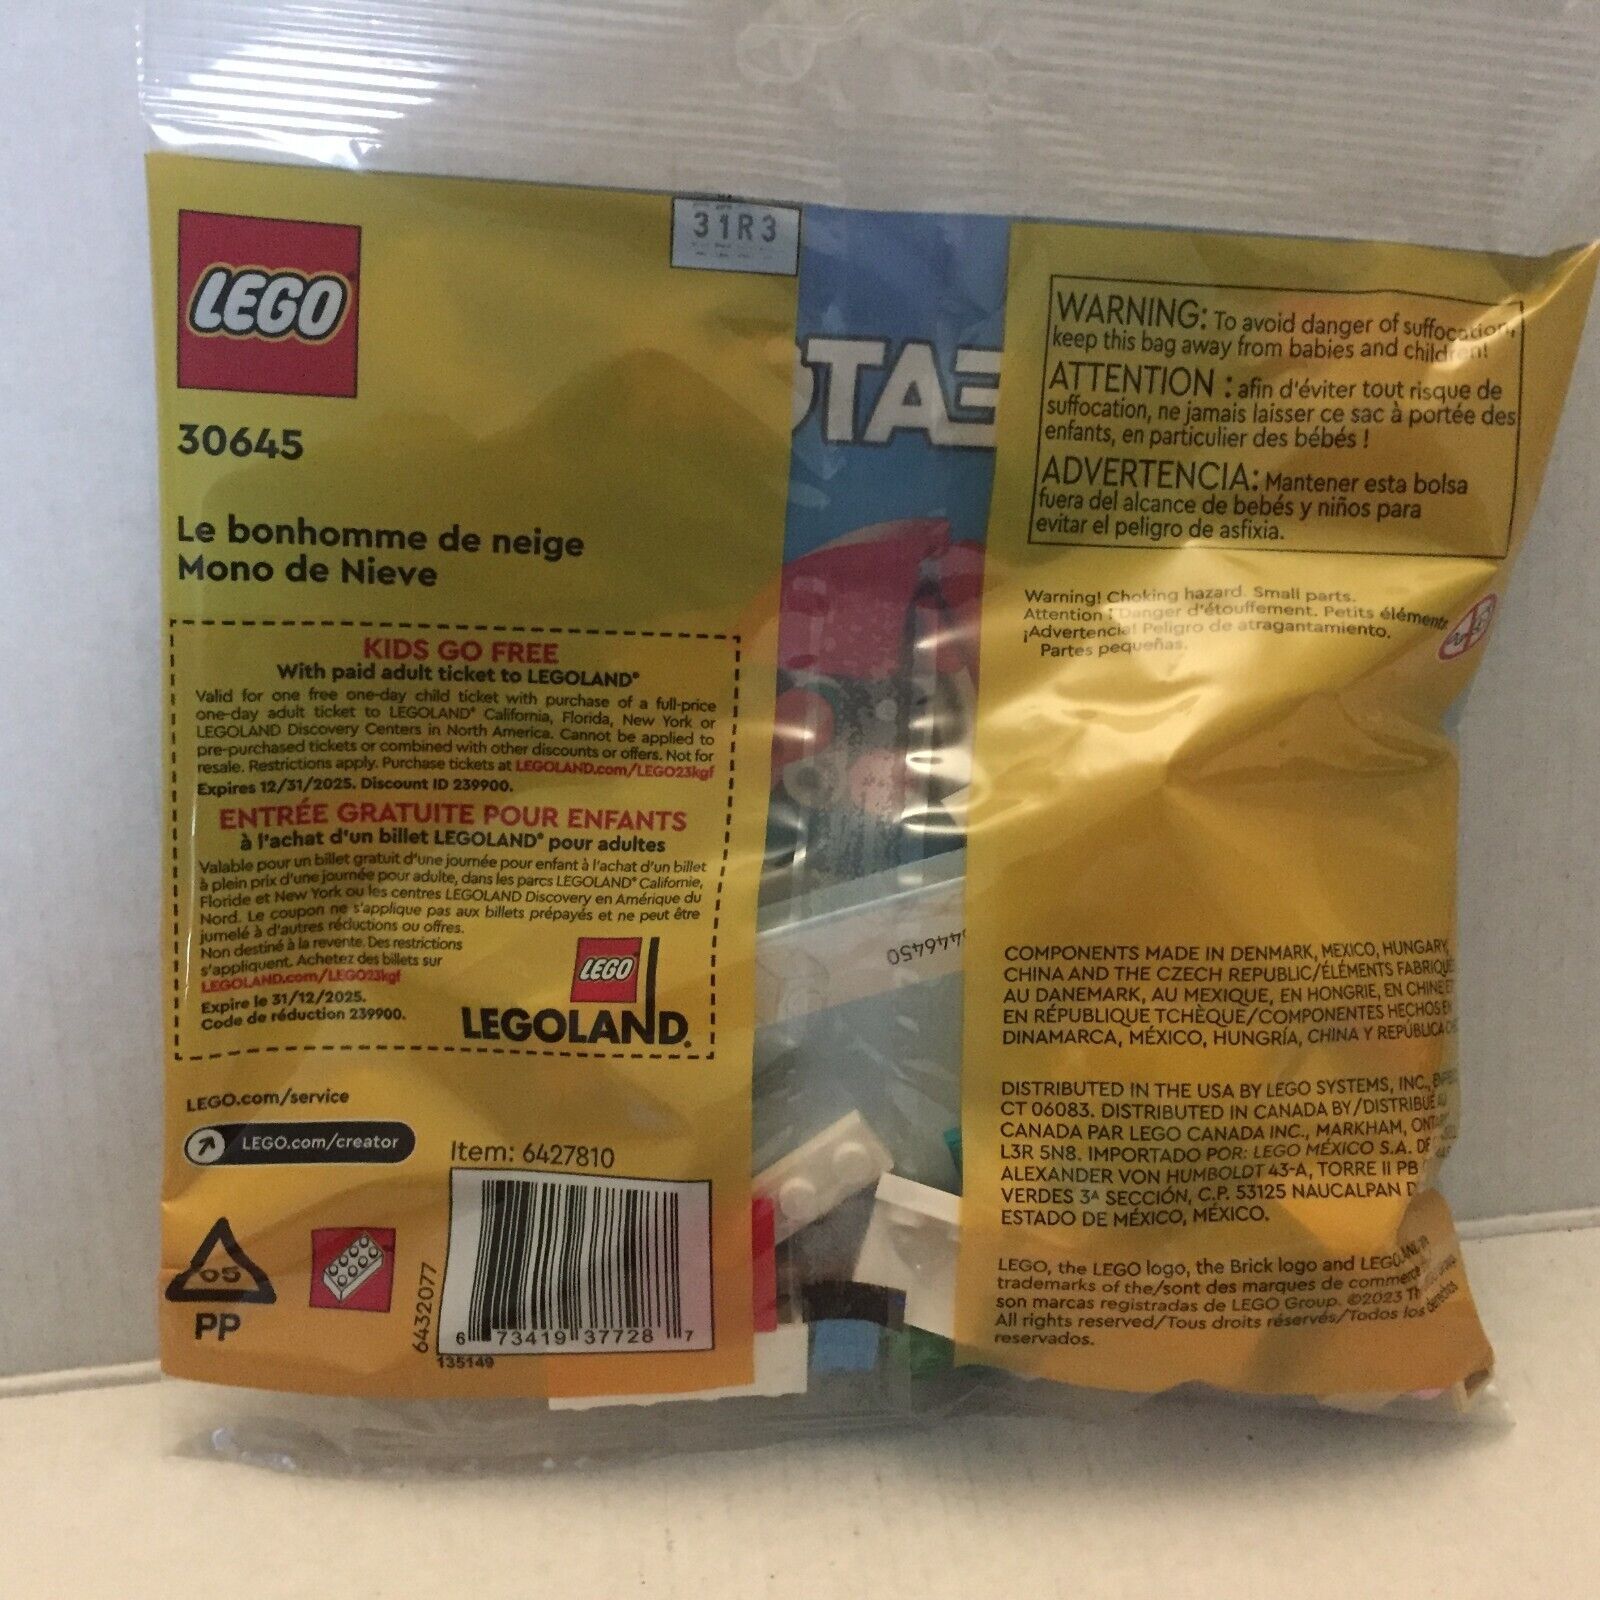 31R3
LEGO
30645
Le bonhomme de neige
Mono de Nieve
KIDS GO FREE
With paid adult ticket to LEGOLAND®
Valid for one free one-day child ticket with purchase of a full-price
one-day adult ticket to LEGOLAND® California, Florida, New York or
LEGOLAND Discovery Centers in North America. Cannot be applied to
pre-purchased tickets or combined with other discounts or offers. Not for
resale. Restrictions apply. Purchase tickets at LEGOLAND.com/LEGO23kgf
Expires 12/31/2025. Discount ID 239900.
ENTRÉE GRATUITE POUR ENFANTS
à l'achat d'un billet LEGOLAND® pour adultes
Valable pour un billet gratuit d'une journée pour enfant à l'achat d'un billet
à plein prix d'une journée pour adulte, dans les parcs LEGOLAND® Californie,
Floride et New York ou les centres LEGOLAND Discovery en Amérique du
Nord. Le coupon ne s'applique pas aux billets prépayés et ne peut être
jumelé à d'autres réductions ou offres.
Non destiné à la revente. Des restrictions
s'appliquent. Achetez des billets sur
LEGOLAND.com/LEGO23kgf
Expire le 31/12/2025.
Code de réduction 239900.
LEGO
LEGOLAND®
LEGO.com/service
LEGO.com/creator
Item: 6427810
05
PP
6432077
6 73419 37728 7
135149
446450
WARNING: To avoid danger of suffocation,
keep this bag away from babies and children!
ATTENTION : afin d'éviter tout risque de
suffocation, ne jamais laisser ce sac à portée des
enfants, en particulier des bébés !
ADVERTENCIA: Mantener esta bolsa
fuera del alcance de bebés y niños para
evitar el peligro de asfixia.
Warning! Choking hazard. Small parts.
Attention ! Danger d'étouffement. Petits éléments.
¡Advertencia! Peligro de atragantamiento.
Partes pequeñas.
COMPONENTS MADE IN DENMARK, MEXICO, HUNGARY,
CHINA AND THE CZECH REPUBLIC/ÉLÉMENTS FABRIQUÉ
AU DANEMARK, AU MEXIQUE, EN HONGRIE, EN CHINE ET
EN RÉPUBLIQUE TCHÈQUE/COMPONENTES HECHOS EN
DINAMARCA, MÉXICO, HUNGRÍA, CHINA Y REPÚBLICA
DISTRIBUTED IN THE USA BY LEGO SYSTEMS, INC.,
CT 06083. DISTRIBUTED IN CANADA BY/DISTRIBUÉ AU
CANADA PAR LEGO CANADA INC., MARKHAM,
L3R 5N8. IMPORTADO POR: LEGO MÉXICO S.A. DE
ALEXANDER VON HUMBOLDT 43-A, TORRE II PB
VERDES 3ᴬ SECCIÓN, C.P. 53125 NAUCALPAN
ESTADO DE MÉXICO, MÉXICO.
LEGO, the LEGO logo, the Brick logo and LEGOLAND
trademarks of the/sont des marques de commerce
son marcas registradas de LEGO Group. ©2023
All rights reserved/Tous droits réservés/Todos los derechos
reservados.